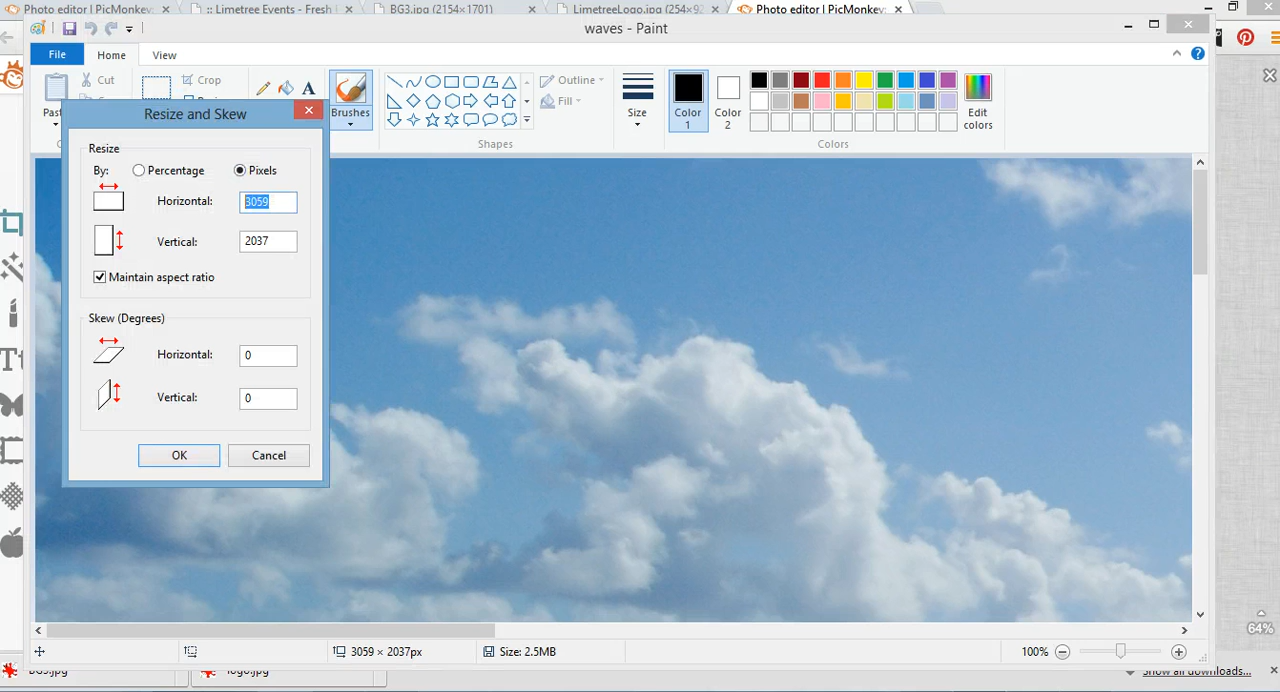 Photo editor | PicMonkey:
:: Limetree Events - Fresh
BG3.jpg (2154×1701)
LimetreeLogo.jpg (254×92
Photo editor | PicMonkey:
waves - Paint
File
Home
View
Cut
Crop
Past
Brushes
Outline
Fill
Size
Color 1
Color 2
Edit colors
Shapes
Colors
Resize and Skew
Resize
By:
Percentage
Pixels
Horizontal:
3059
Vertical:
2037
Maintain aspect ratio
Skew (Degrees)
Horizontal:
0
Vertical:
0
OK
Cancel
Tt
64%
3059 × 2037px
Size: 2.5MB
100%
BG3.jpg
logo.jpg
Show all downloads...